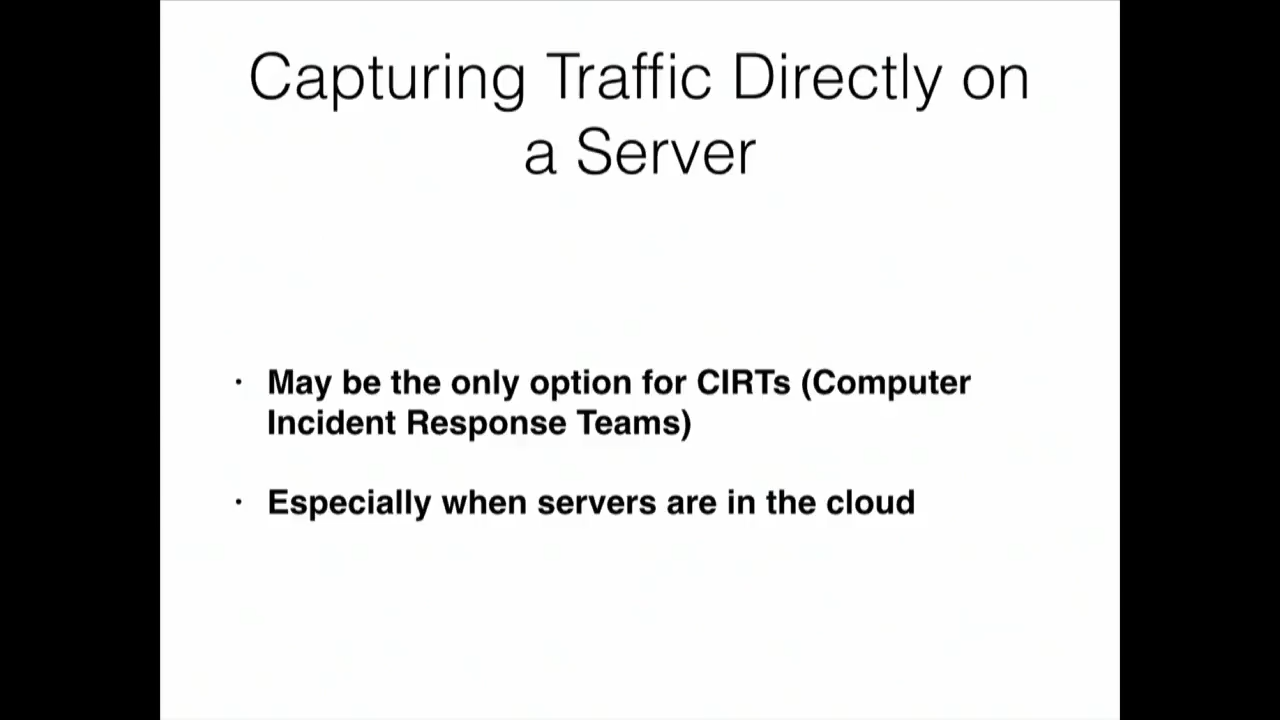 Capturing Traffic Directly on
a Server
· May be the only option for CIRTs (Computer
Incident Response Teams)
· Especially when servers are in the cloud